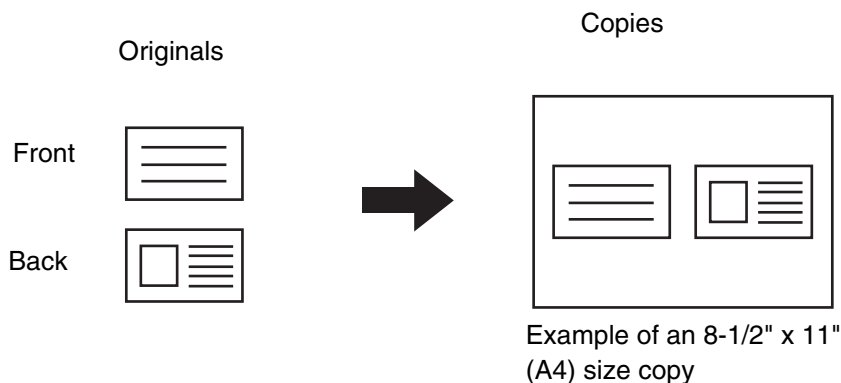 Originals
Copies
Front
Back
Example of an 8-1/2" x 11"
(A4) size copy